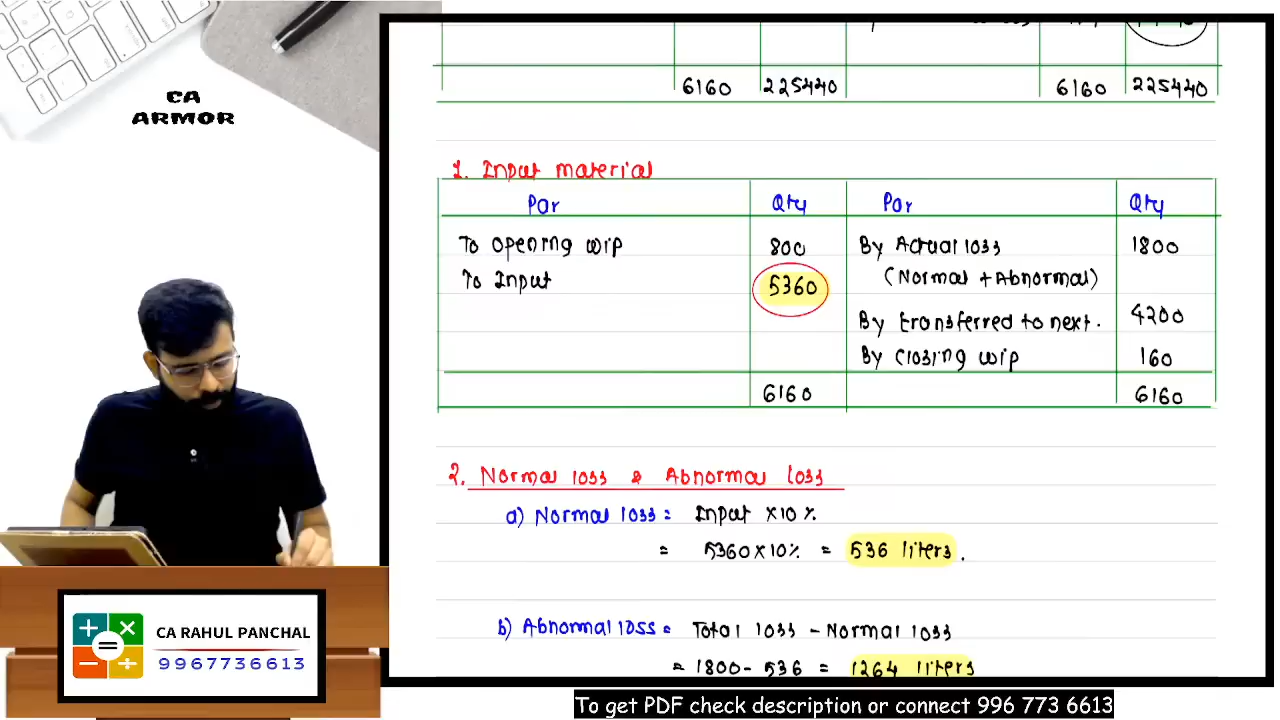 CA
ARMOR
6160 225440 6160 225440
1. Input material
Par Qty Par Qty
To Opening wip 800 By Actual loss 1800
(Normal + Abnormal)
To Input 5360
By transferred to next. 4200
By Closing wip 160
6160 6160
2. Normal loss & Abnormal loss
a) Normal loss = Input x10 %
= 5360x10% = 536 liters.
b) Abnormal loss = Total loss - Normal loss
= 1800 - 536 = 1264 liters
CA RAHUL PANCHAL
9967736613
To get PDF check description or connect 996 773 6613